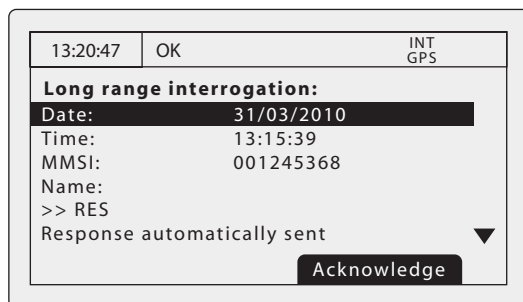 13:20:47 OK INT
GPS
Long range interrogation:
Date: 31/03/2010
Time: 13:15:39
MMSI: 001245368
Name:
>> RES
Response automatically sent
Acknowledge